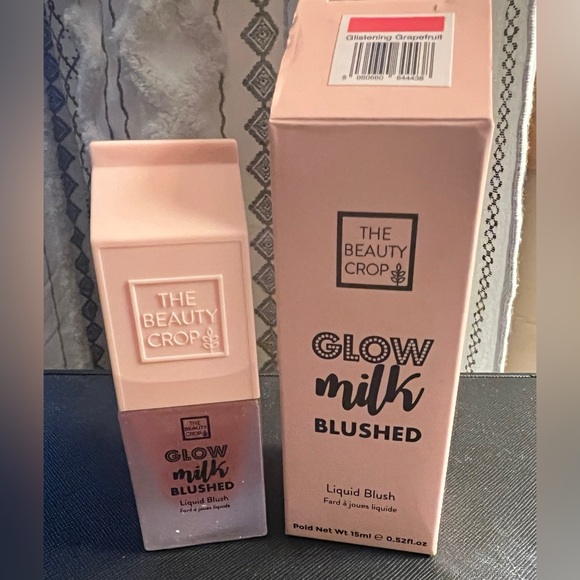 Glistening Grapefruit
THE
BEAUTY
CROP
GLOW
milk
BLUSHED
Liquid Blush
Fard à joues liquide
Poid Net Wt 15ml e 0.52fl.oz
THE
BEAUTY
CROP
THE
BEAUTY
CROP
GLOW
milk
BLUSHED
Liquid Blush
Fard à joues liquide